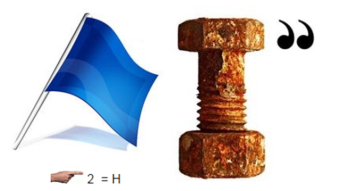 ,,
2 = H